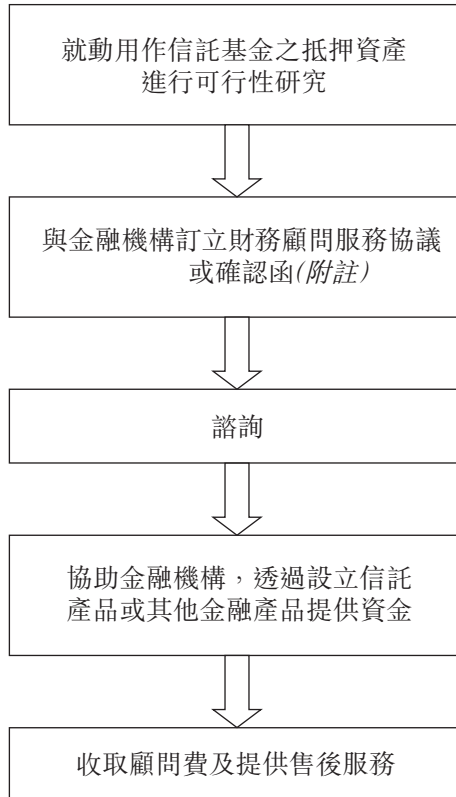 就動用作信託基金之抵押資產
進行可行性研究
與金融機構訂立財務顧問服務協議
或確認函(附註)
諮詢
協助金融機構，透過設立信託
產品或其他金融產品提供資金
收取顧問費及提供售後服務